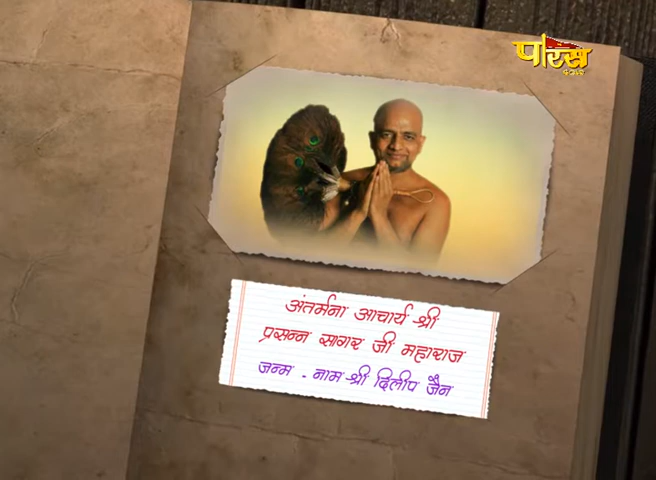 पारस
अंतर्मना आचार्य श्री
प्रसन्न सागर जी महाराज
जन्म - नाम श्री दिलीप जैन